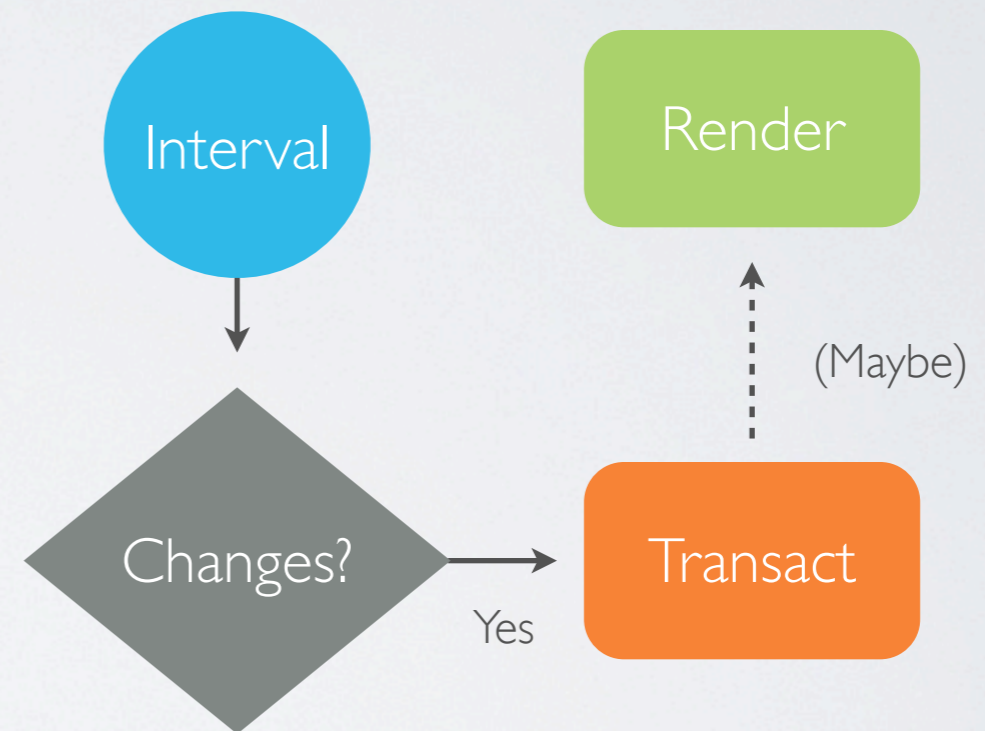 Interval
Render
(Maybe)
Changes?
Yes
Transact